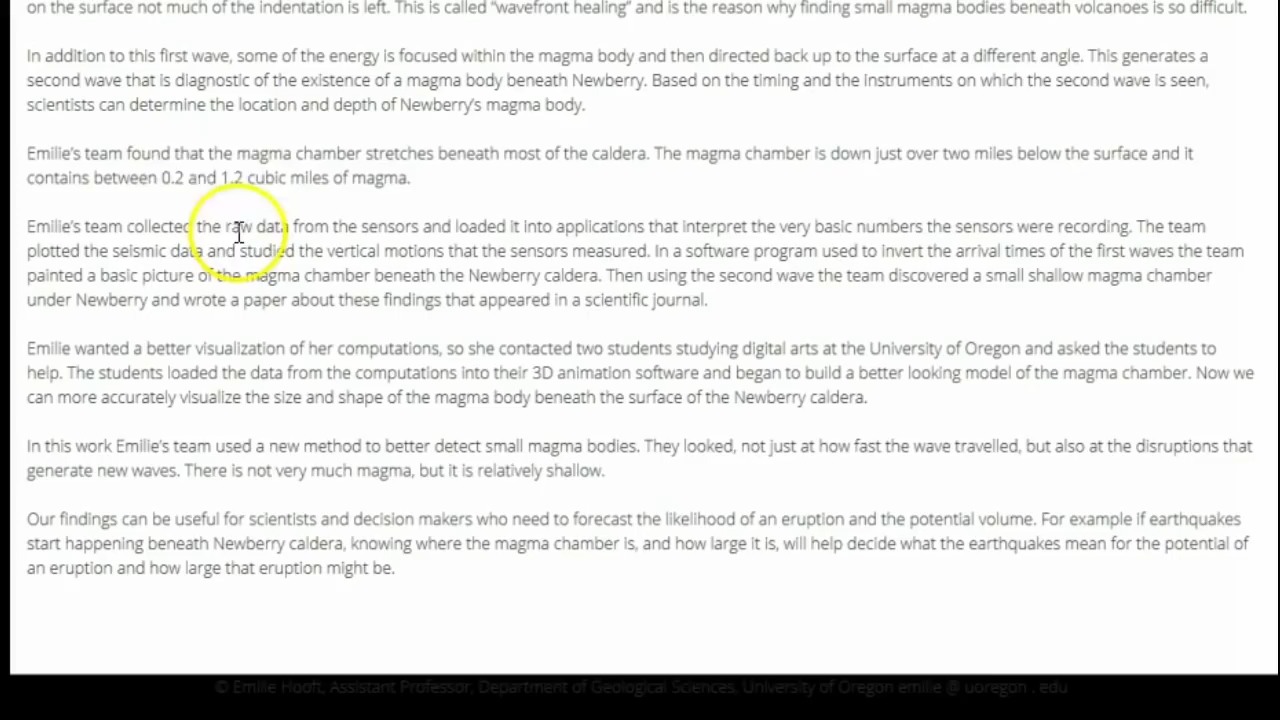 on the surface not much of the indentation is left. This is called "wavefront healing" and is the reason why finding small magma bodies beneath volcanoes is so difficult.
In addition to this first wave, some of the energy is focused within the magma body and then directed back up to the surface at a different angle. This generates a
second wave that is diagnostic of the existence of a magma body beneath Newberry. Based on the timing and the instruments on which the second wave is seen,
scientists can determine the location and depth of Newberry's magma body.
Emilie's team found that the magma chamber stretches beneath most of the caldera. The magma chamber is down just over two miles below the surface and it
contains between 0.2 and 1.2 cubic miles of magma.
Emilie's team collected the raw data from the sensors and loaded it into applications that interpret the very basic numbers the sensors were recording. The team
plotted the seismic data and studied the vertical motions that the sensors measured. In a software program used to invert the arrival times of the first waves the team
painted a basic picture of the magma chamber beneath the Newberry caldera. Then using the second wave the team discovered a small shallow magma chamber
under Newberry and wrote a paper about these findings that appeared in a scientific journal.
Emilie wanted a better visualization of her computations, so she contacted two students studying digital arts at the University of Oregon and asked the students to
help. The students loaded the data from the computations into their 3D animation software and began to build a better looking model of the magma chamber. Now we
can more accurately visualize the size and shape of the magma body beneath the surface of the Newberry caldera.
In this work Emilie's team used a new method to better detect small magma bodies. They looked, not just at how fast the wave travelled, but also at the disruptions that
generate new waves. There is not very much magma, but it is relatively shallow.
Our findings can be useful for scientists and decision makers who need to forecast the likelihood of an eruption and the potential volume. For example if earthquakes
start happening beneath Newberry caldera, knowing where the magma chamber is, and how large it is, will help decide what the earthquakes mean for the potential of
an eruption and how large that eruption might be.
© Emilie Hooft, Assistant Professor, Department of Geological Sciences, University of Oregon emilie @ uoregon . edu